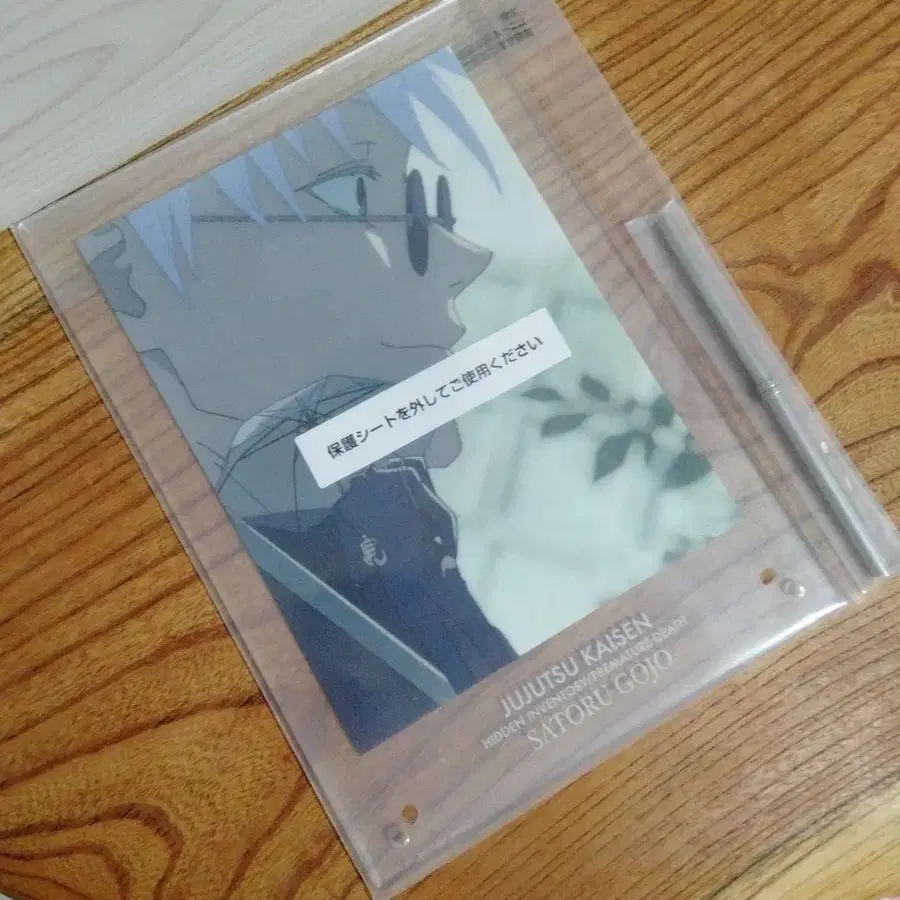 保護シートを外してご使用ください
JUJUTSU KAISEN
HIDDEN INVENTORY/PREMATURE DEATH
SATORU GOJO